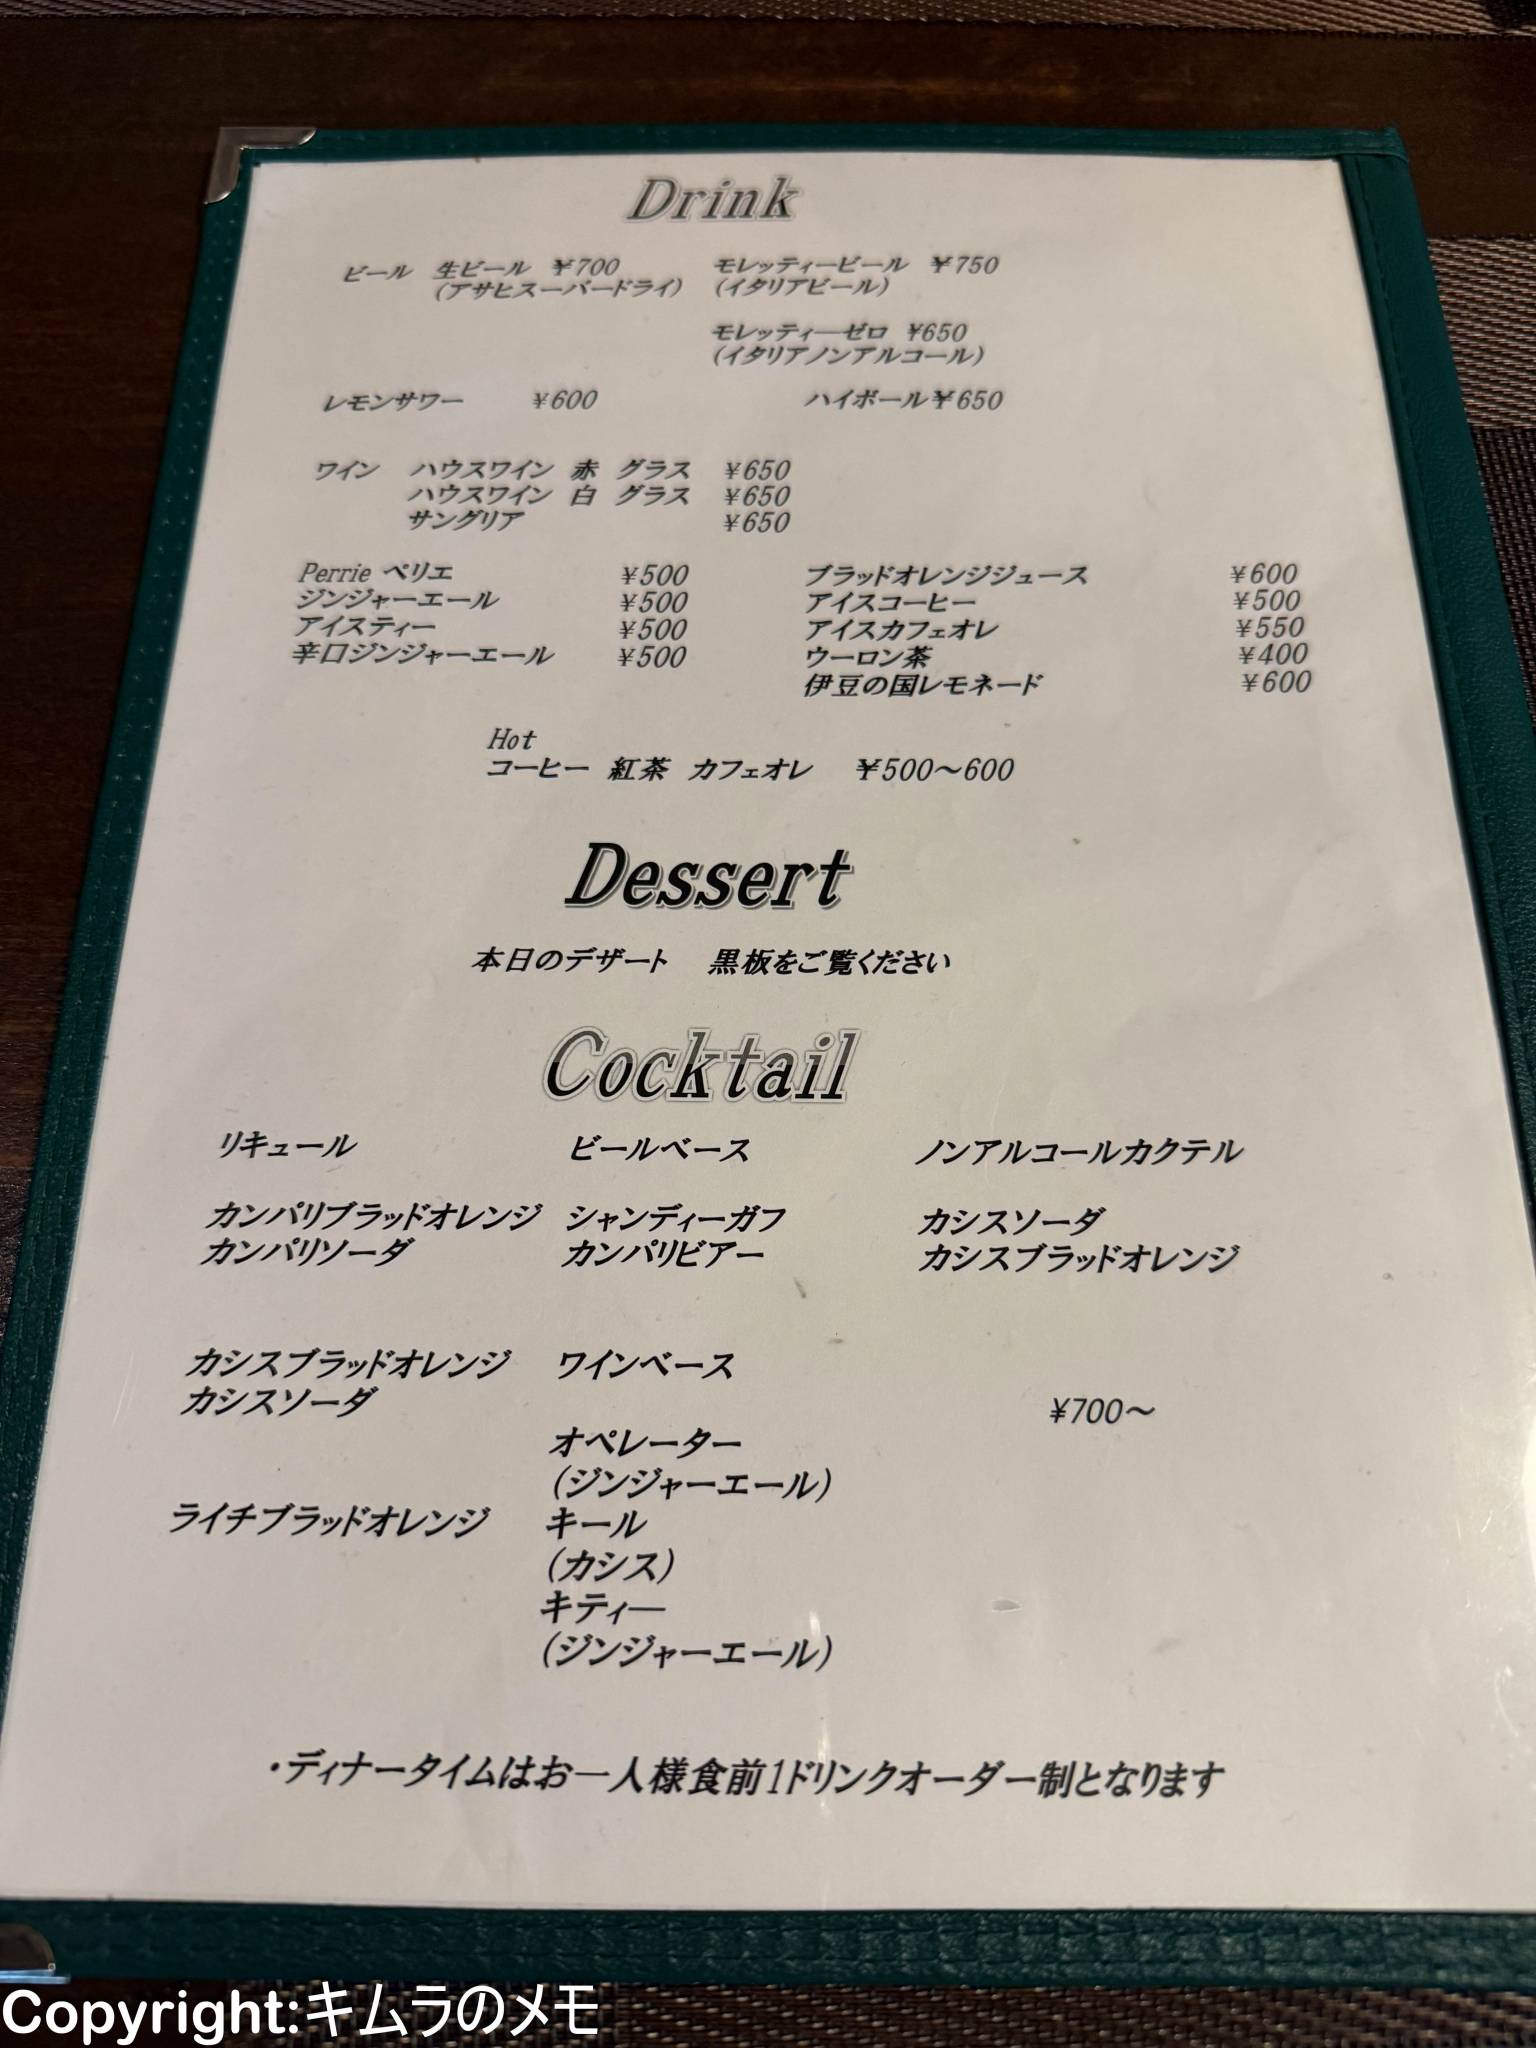 Drink
ビール 生ビール ¥700 モレッティービール ¥750
(アサヒスーパードライ) (イタリアビール)
モレッティーゼロ ¥650
(イタリアノンアルコール)
レモンサワー ¥600 ハイボール¥650
ワイン ハウスワイン 赤 グラス ¥650
ハウスワイン 白 グラス ¥650
サングリア ¥650
Perrie ペリエ ¥500 ブラッドオレンジジュース ¥600
ジンジャーエール ¥500 アイスコーヒー ¥500
アイスティー ¥500 アイスカフェオレ ¥550
辛口ジンジャーエール ¥500 ウーロン茶 ¥400
伊豆の国レモネード ¥600
Hot
コーヒー 紅茶 カフェオレ ¥500~600
Dessert
本日のデザート 黒板をご覧ください
Cocktail
リキュール ビールベース ノンアルコールカクテル
カンパリブラッドオレンジ シャンディーガフ カシスソーダ
カンパリソーダ カンパリビアー カシスブラッドオレンジ
カシスブラッドオレンジ ワインベース
カシスソーダ ¥700~
オペレーター
(ジンジャーエール)
ライチブラッドオレンジ キール
(カシス)
キティー
(ジンジャーエール)
・ディナータイムはお一人様食前1ドリンクオーダー制となります
Copyright:キムラのメモ